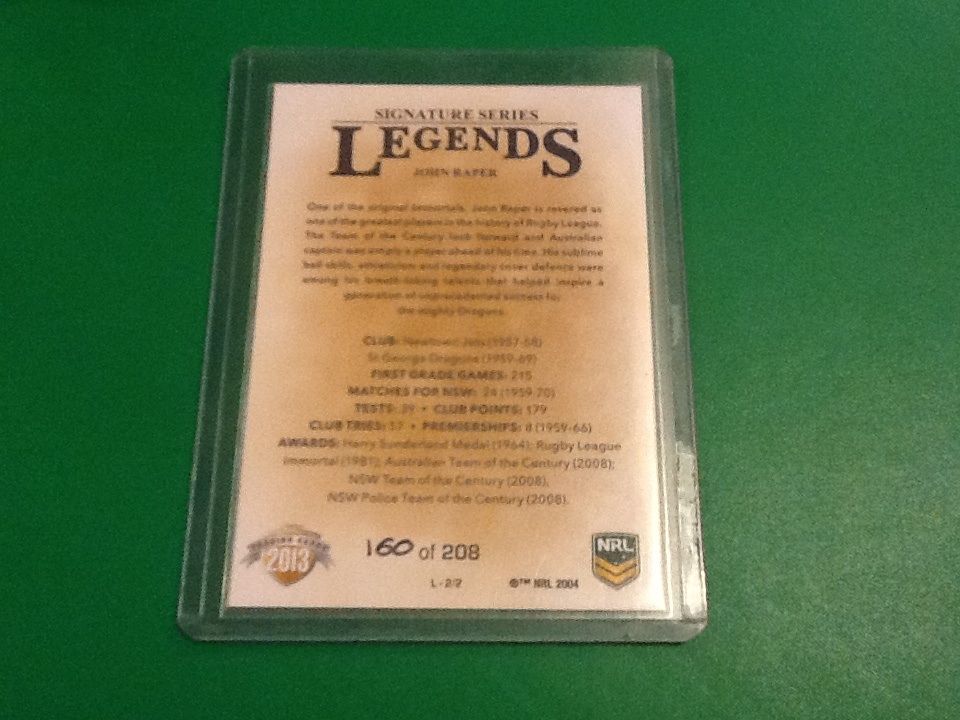 SIGNATURE SERIES
LEGENDS
JOHN RAPER
One of the original Immortals, John Raper is revered as
one of the greatest players in the history of Rugby League.
The Team of the Century lock forward and Australian
captain was simply a player ahead of his time. His sublime
ball skills, and legendary cover defence were
among his breath-taking talents that helped inspire a
generation of unprecedented success for
the mighty Dragons.
CLUB: Newtown Jets (1957-58)
St George Dragons (1959-69)
FIRST GRADE GAMES: 215
MATCHES FOR NSW: 24 (1959-70)
TESTS: 39 • CLUB POINTS: 179
CLUB TRIES: 57 • PREMIERSHIPS: 8 (1959-66)
AWARDS: Harry Sunderland Medal (1964); Rugby League
Immortal (1981); Australian Team of the Century (2008);
NSW Team of the Century (2008),
NSW Police Team of the Century (2008).
2013
160 of 208
NRL
L-27
©™ NRL 2004